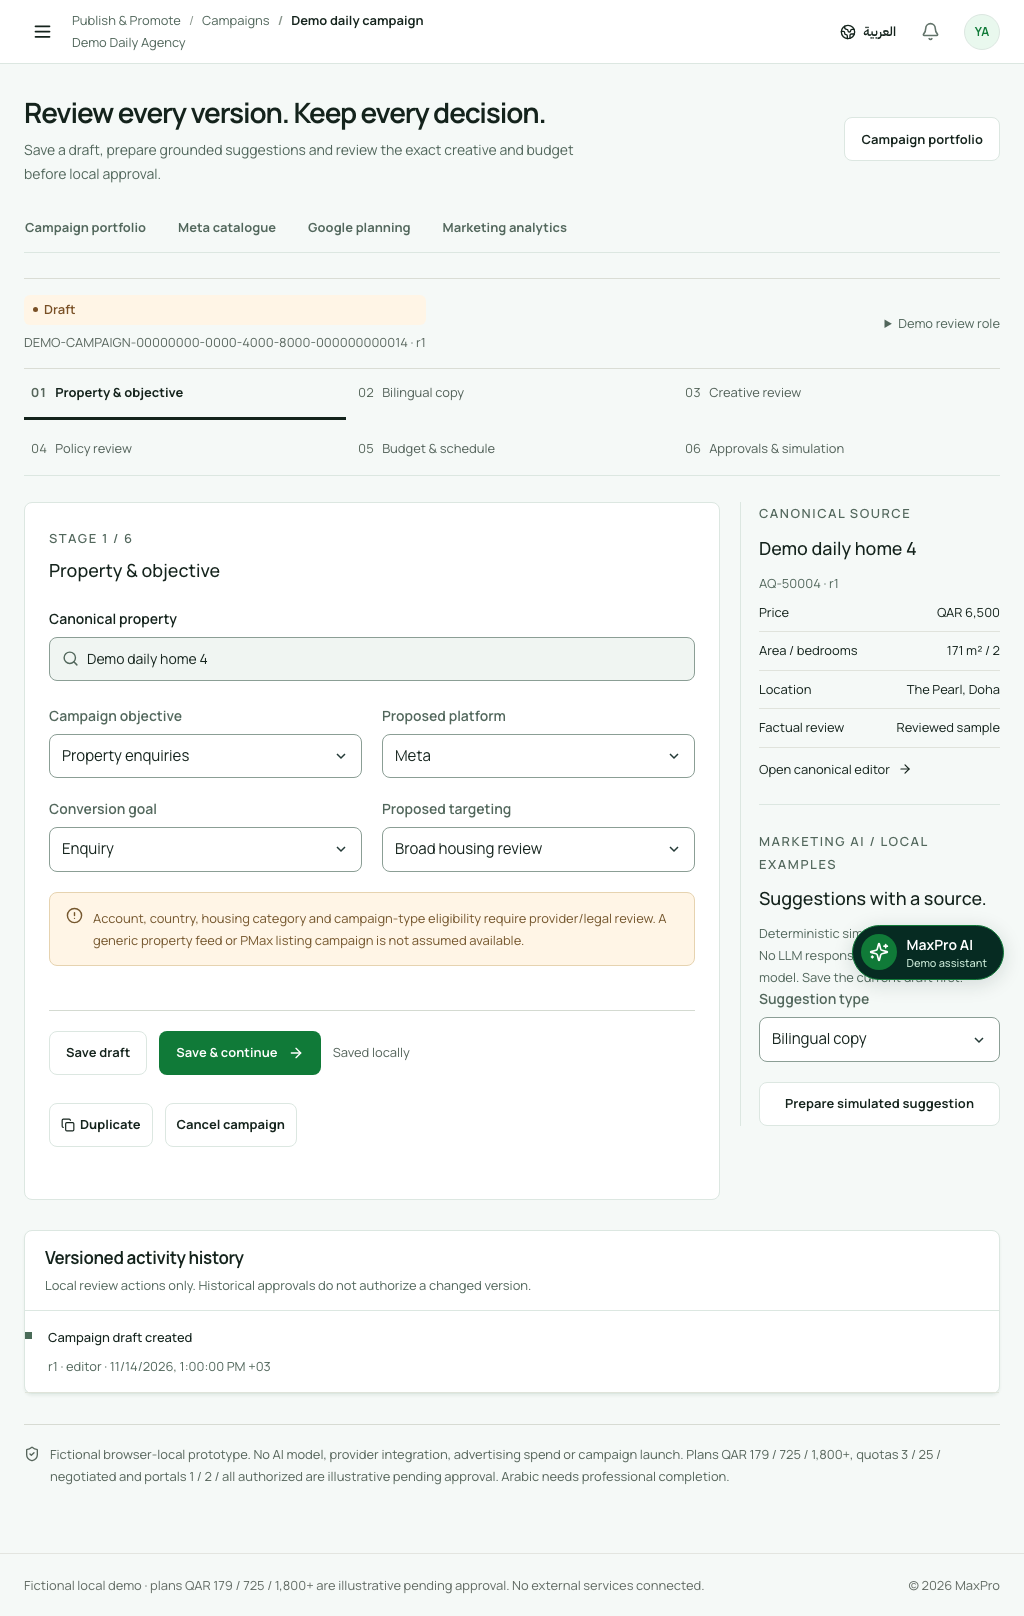 Publish & Promote / Campaigns / Demo daily campaign
Demo Daily Agency
العربية
YA
Review every version. Keep every decision.
Save a draft, prepare grounded suggestions and review the exact creative and budget
before local approval.
Campaign portfolio
Campaign portfolio Meta catalogue Google planning Marketing analytics
Draft
DEMO-CAMPAIGN-00000000-0000-4000-8000-000000000014 · r1
Demo review role
01 Property & objective 02 Bilingual copy 03 Creative review
04 Policy review 05 Budget & schedule 06 Approvals & simulation
STAGE 1 / 6
Property & objective
Canonical property
Demo daily home 4
Campaign objective Proposed platform
Property enquiries Meta
Conversion goal Proposed targeting
Enquiry Broad housing review
Account, country, housing category and campaign-type eligibility require provider/legal review. A
generic property feed or PMax listing campaign is not assumed available.
Save draft Save & continue Saved locally
Duplicate Cancel campaign
CANONICAL SOURCE
Demo daily home 4
AQ-50004 · r1
Price QAR 6,500
Area / bedrooms 171 m² / 2
Location The Pearl, Doha
Factual review Reviewed sample
Open canonical editor
MARKETING AI / LOCAL
EXAMPLES
Suggestions with a source.
Deterministic
No LLM
model. Save the
MaxPro AI
Demo assistant
Suggestion type
Bilingual copy
Prepare simulated suggestion
Versioned activity history
Local review actions only. Historical approvals do not authorize a changed version.
Campaign draft created
r1 · editor · 11/14/2026, 1:00:00 PM +03
Fictional browser-local prototype. No AI model, provider integration, advertising spend or campaign launch. Plans QAR 179 / 725 / 1,800+, quotas 3 / 25 /
negotiated and portals 1 / 2 / all authorized are illustrative pending approval. Arabic needs professional completion.
Fictional local demo · plans QAR 179 / 725 / 1,800+ are illustrative pending approval. No external services connected.
© 2026 MaxPro